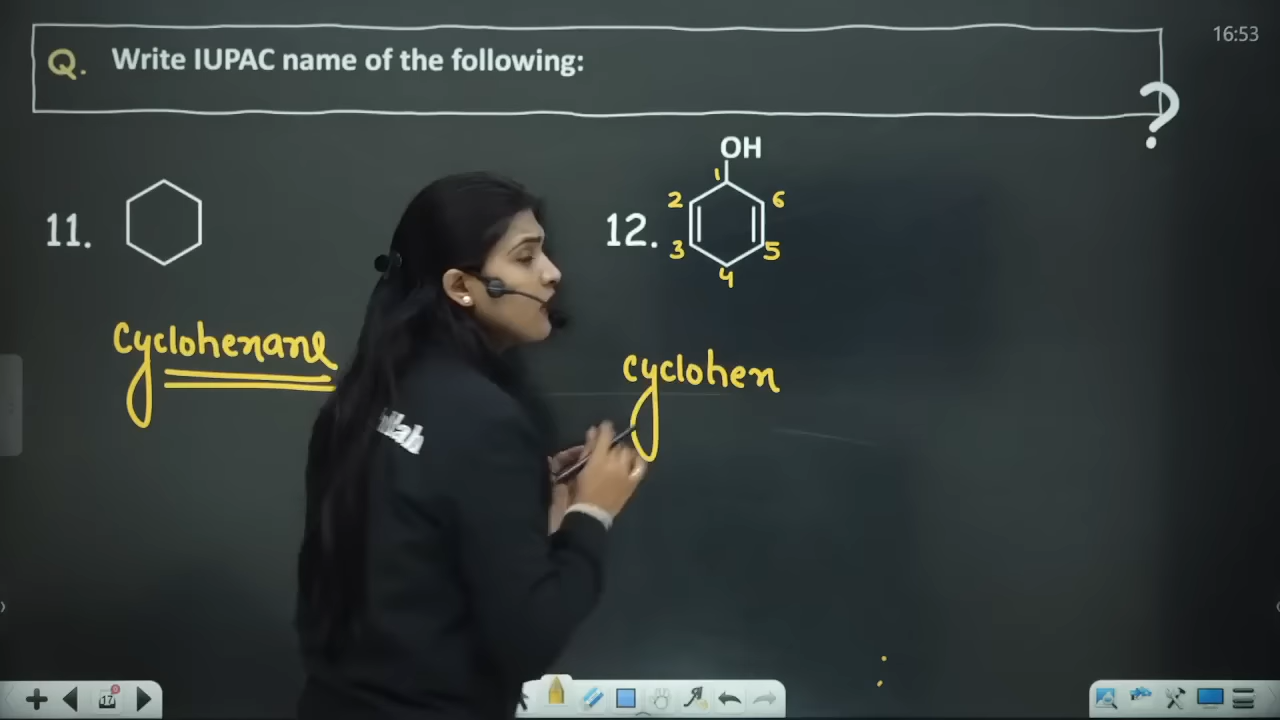 16:53
Q. Write IUPAC name of the following:
?
OH
1
2 6
11. 12.
3 5
4
Cyclohexane
cyclohex
17